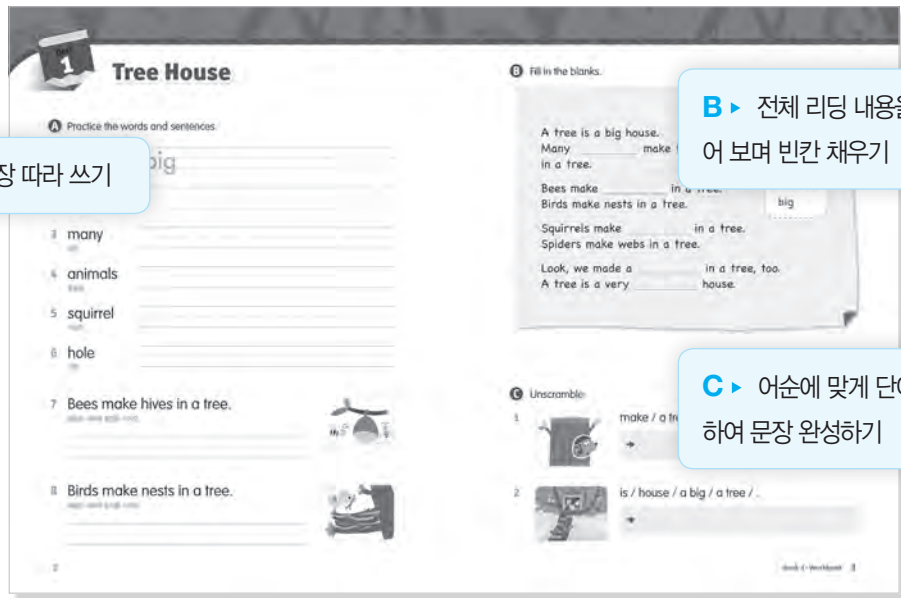 1
Tree House
A Practice the words and sentences.
장 따라 쓰기
big
3 many
4 animals
5 squirrel
6 hole
7 Bees make hives in a tree.
8 Birds make nests in a tree.
2
B Fill in the blanks.
B ▸ 전체 리딩 내용을
어 보며 빈칸 채우기
A tree is a big house.
Many make
in a tree.
Bees make in a tree.
Birds make nests in a tree.
big
Squirrels make in a tree.
Spiders make webs in a tree.
Look, we made a in a tree, too.
A tree is a very house.
C Unscramble.
C ▸ 어순에 맞게 단어
하여 문장 완성하기
1 make / a tre
➔
2 is / house / a big / a tree / .
➔
Workbook 3